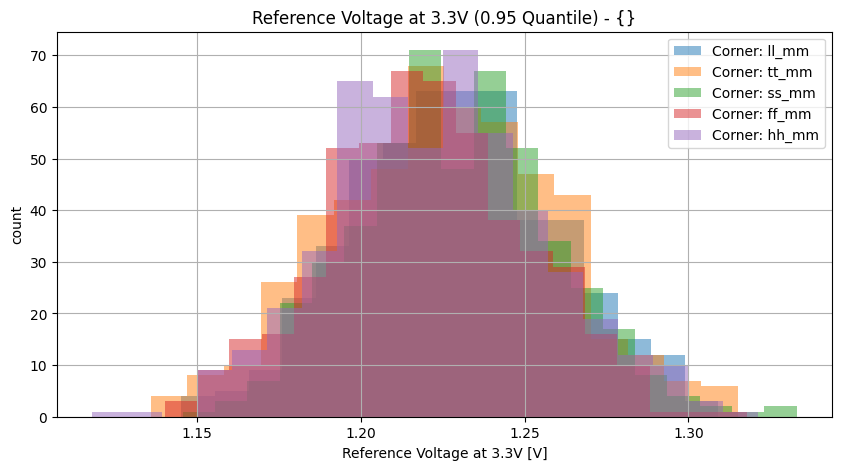 Reference Voltage at 3.3V (0.95 Quantile) - {}
70
60
50
40
30
20
10
0
count
Corner: ll_mm
Corner: tt_mm
Corner: ss_mm
Corner: ff_mm
Corner: hh_mm
1.15 1.20 1.25 1.30
Reference Voltage at 3.3V [V]